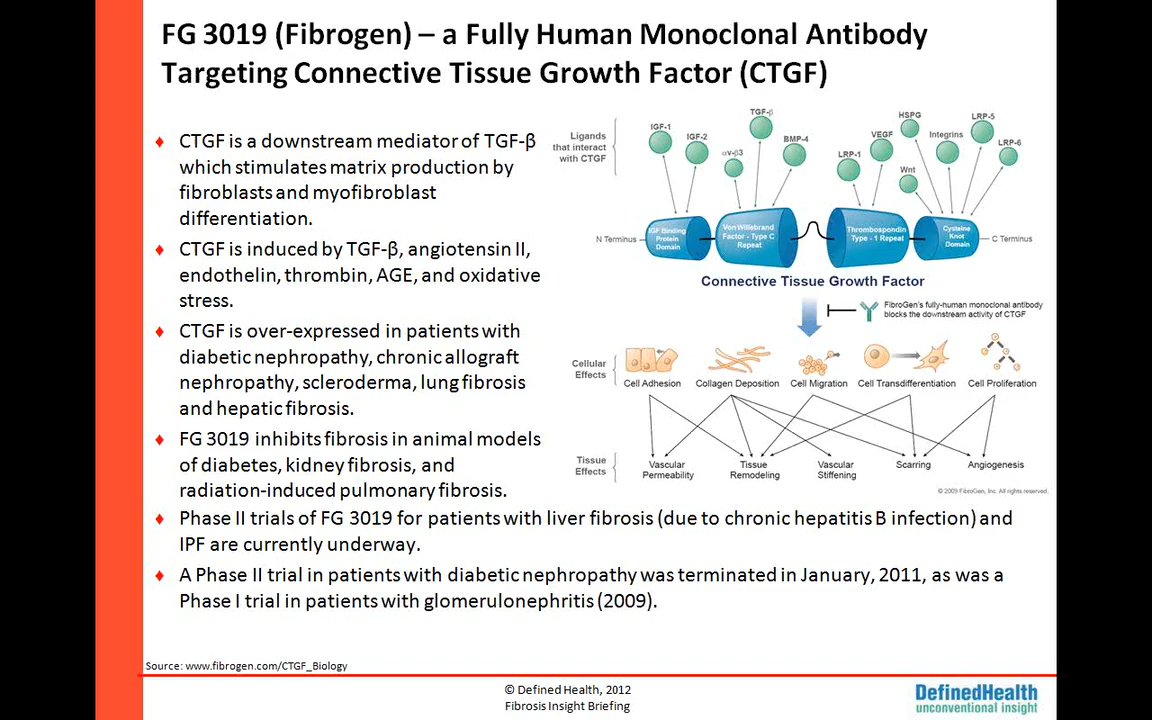 FG 3019 (Fibrogen) – a Fully Human Monoclonal Antibody
Targeting Connective Tissue Growth Factor (CTGF)
♦ CTGF is a downstream mediator of TGF-β
which stimulates matrix production by
fibroblasts and myofibroblast
differentiation.
♦ CTGF is induced by TGF-β, angiotensin II,
endothelin, thrombin, AGE, and oxidative
stress.
♦ CTGF is over-expressed in patients with
diabetic nephropathy, chronic allograft
nephropathy, scleroderma, lung fibrosis
and hepatic fibrosis.
♦ FG 3019 inhibits fibrosis in animal models
of diabetes, kidney fibrosis, and
radiation-induced pulmonary fibrosis.
♦ Phase II trials of FG 3019 for patients with liver fibrosis (due to chronic hepatitis B infection) and
IPF are currently underway.
♦ A Phase II trial in patients with diabetic nephropathy was terminated in January, 2011, as was a
Phase I trial in patients with glomerulonephritis (2009).
Ligands
that interact
with CTGF
IGF-1
IGF-2
TGF-β
αv-β3
BMP-4
LRP-1
VEGF
HSPG
Wnt
Integrins
LRP-5
LRP-6
N Terminus
IGF Binding
Protein
Domain
Von Willebrand
Factor - Type C
Repeat
Thrombospondin
Type - 1 Repeat
Cysteine
Knot
Domain
C Terminus
Connective Tissue Growth Factor
FibroGen's fully-human monoclonal antibody
blocks the downstream activity of CTGF
Cellular
Effects
Cell Adhesion
Collagen Deposition
Cell Migration
Cell Transdifferentiation
Cell Proliferation
Tissue
Effects
Vascular
Permeability
Tissue
Remodeling
Vascular
Stiffening
Scarring
Angiogenesis
© 2009 FibroGen, Inc. All rights reserved.
Source: www.fibrogen.com/CTGF_Biology
© Defined Health, 2012
Fibrosis Insight Briefing
DefinedHealth
unconventional insight